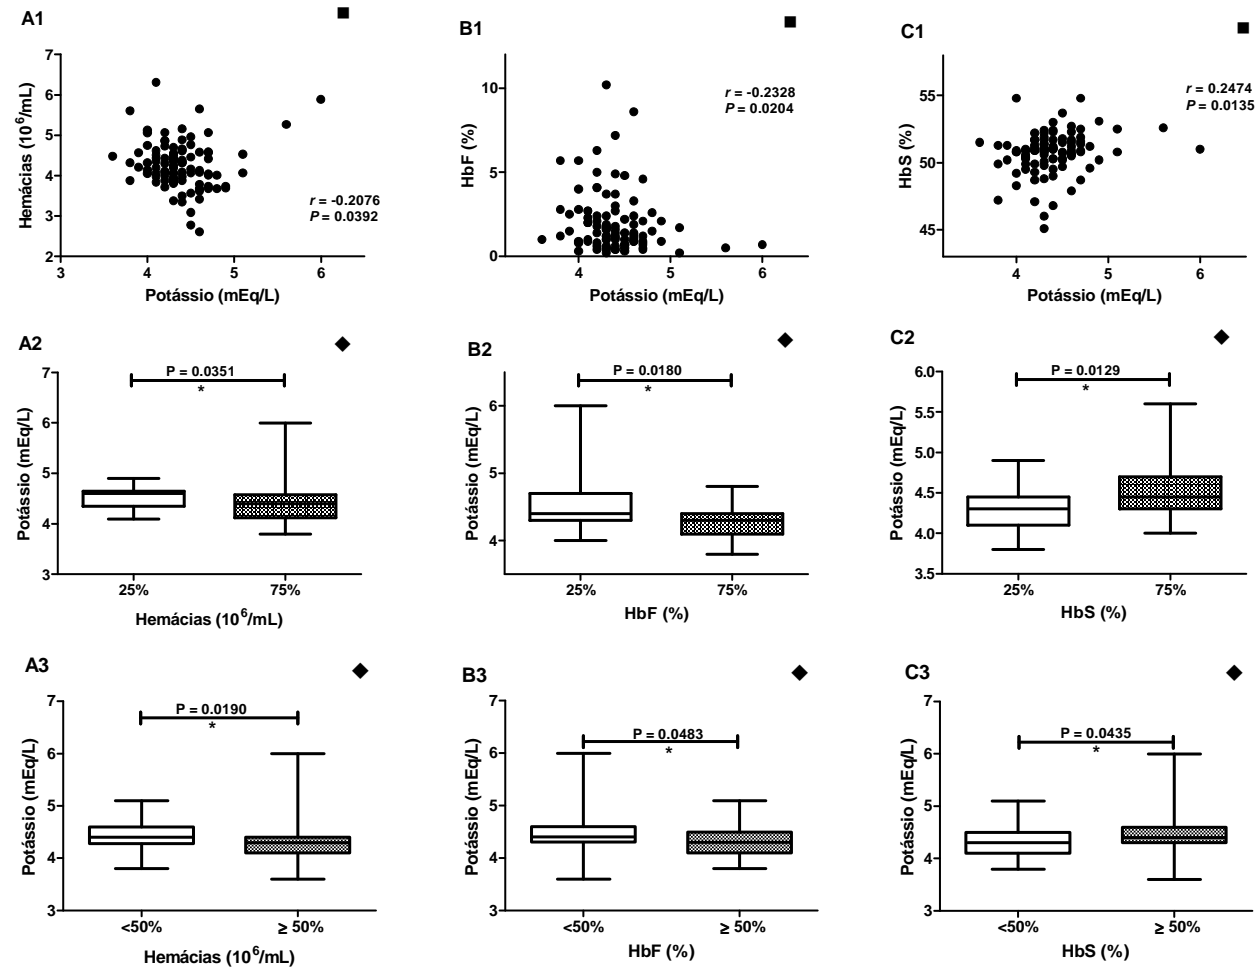 A1
Hemácias (10⁶/mL)
7
6
5
4
3
2
r = -0.2076
P = 0.0392
3 4 5 6
Potássio (mEq/L)
B1
HbF (%)
10
5
0
r = -0.2328
P = 0.0204
4 5 6
Potássio (mEq/L)
C1
HbS (%)
55
50
45
r = 0.2474
P = 0.0135
4 5 6
Potássio (mEq/L)
A2
Potássio (mEq/L)
7
6
5
4
3
P = 0.0351
*
25% 75%
Hemácias (10⁶/mL)
B2
Potássio (mEq/L)
6
5
4
P = 0.0180
*
25% 75%
HbF (%)
C2
Potássio (mEq/L)
6.0
5.5
5.0
4.5
4.0
3.5
P = 0.0129
*
25% 75%
HbS (%)
A3
Potássio (mEq/L)
7
6
5
4
3
P = 0.0190
*
<50% ≥ 50%
Hemácias (10⁶/mL)
B3
Potássio (mEq/L)
7
6
5
4
3
P = 0.0483
*
<50% ≥ 50%
HbF (%)
C3
Potássio (mEq/L)
7
6
5
4
3
P = 0.0435
*
<50% ≥ 50%
HbS (%)